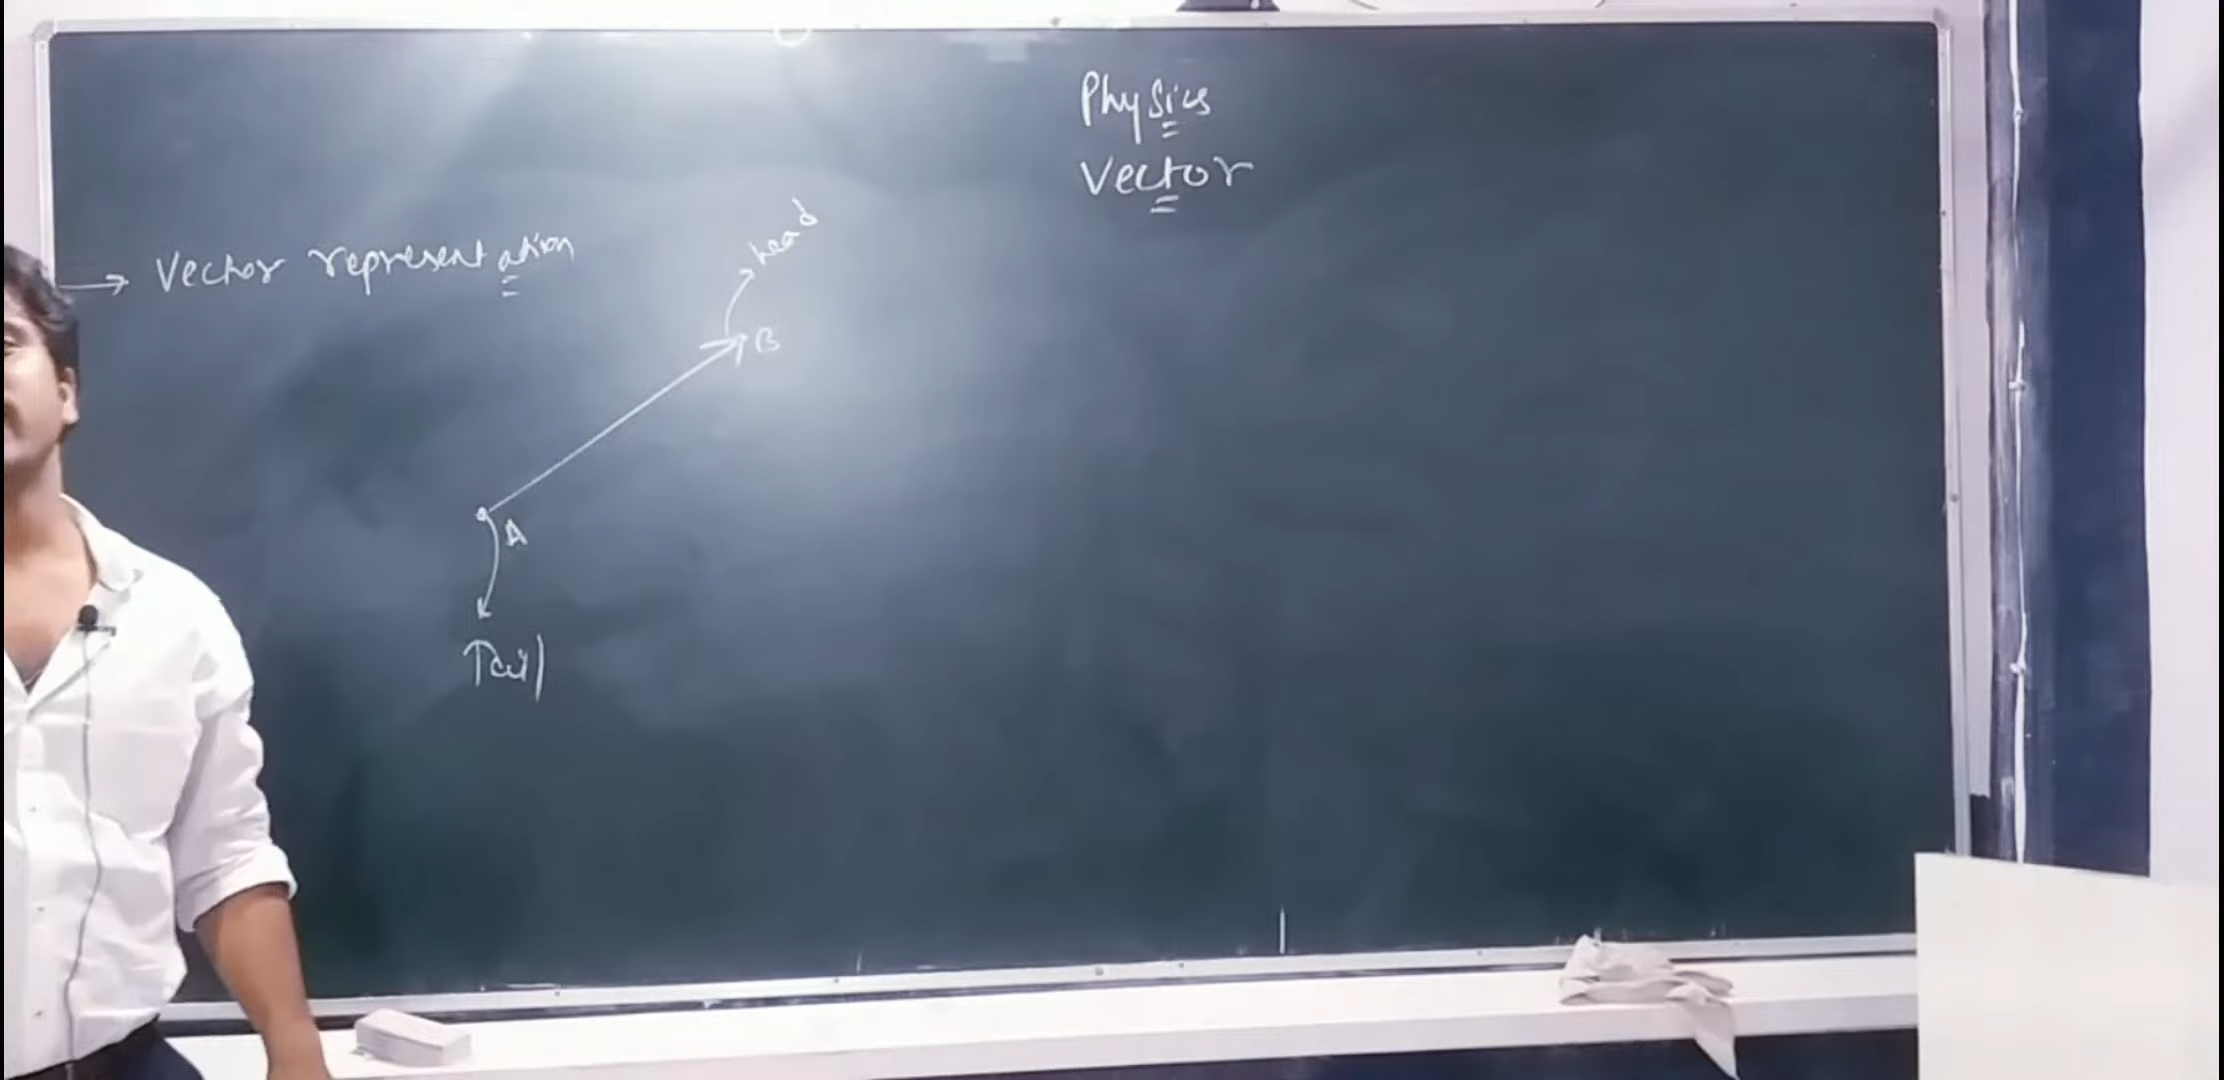 Physics
Vector
→ Vector representation
head
B
A
Tail